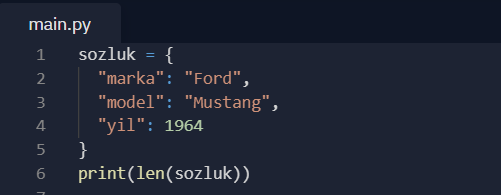 main.py
1 sozluk = {
2   "marka": "Ford",
3   "model": "Mustang",
4   "yil": 1964
5 }
6 print(len(sozluk))